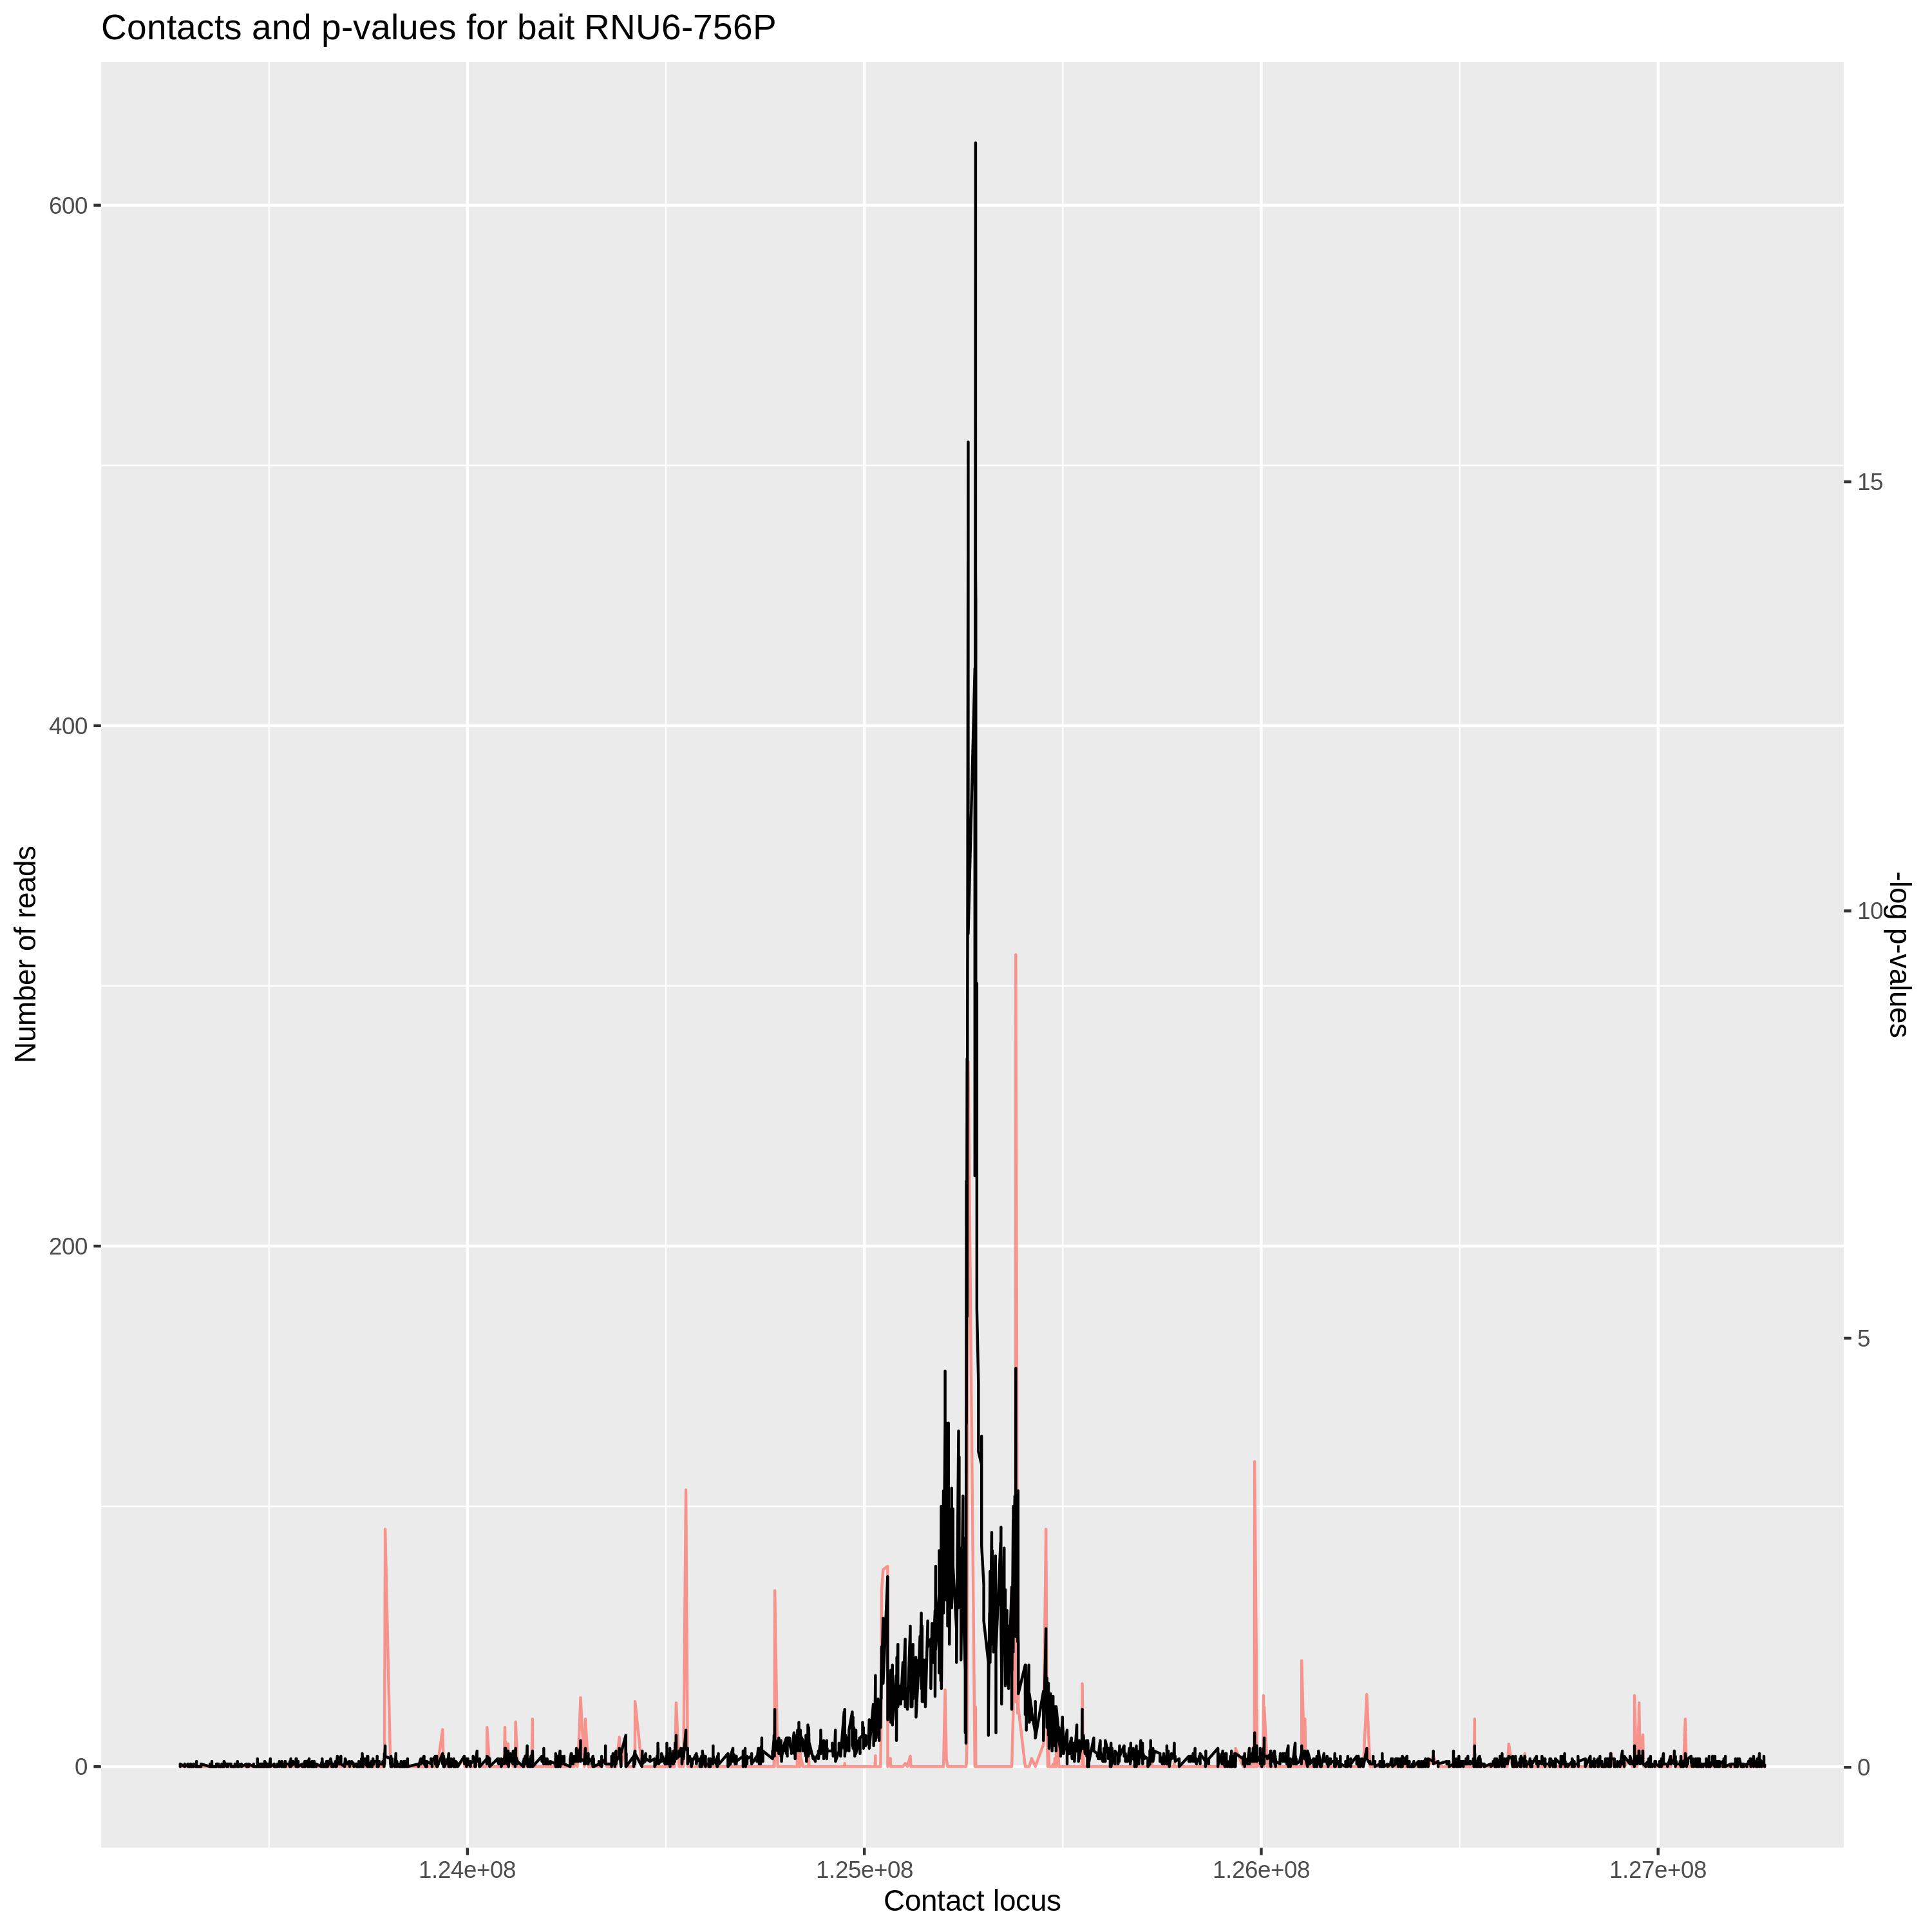 Contacts and p-values for bait RNU6-756P
600
400
200
0
Number of reads
15
10
5
0
-log p-values
1.24e+08
1.25e+08
1.26e+08
1.27e+08
Contact locus